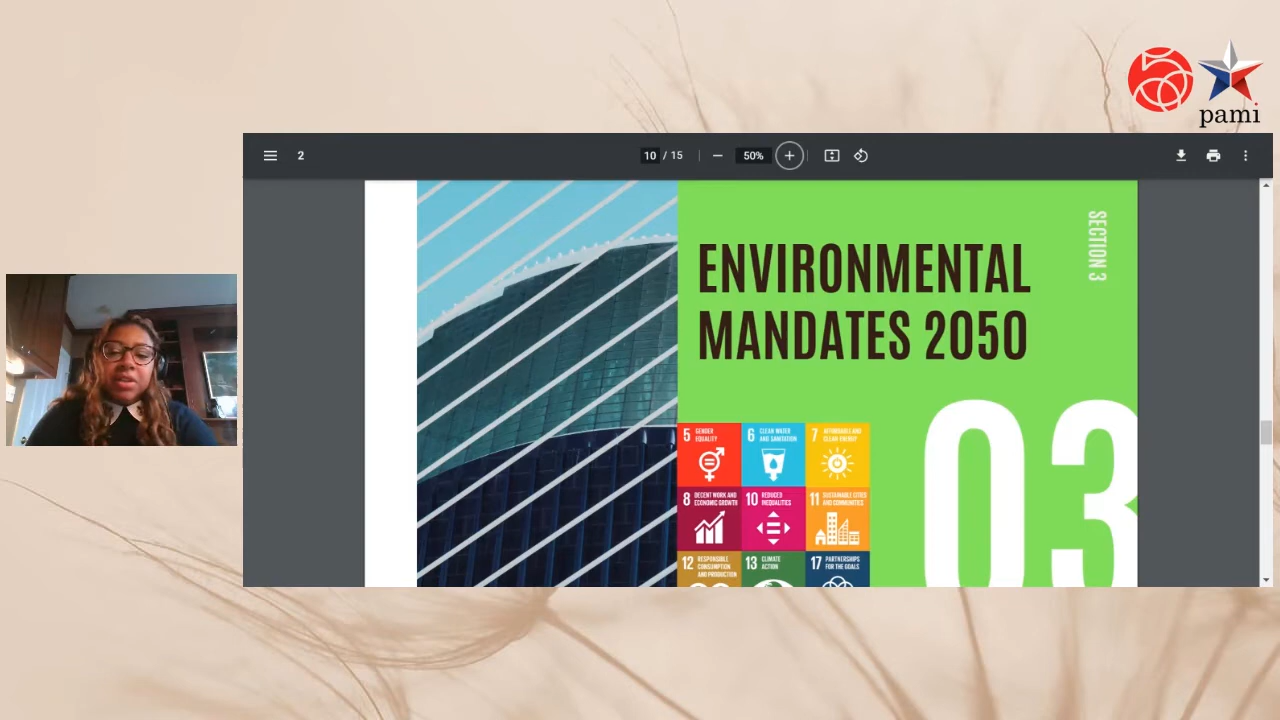 pami
2
10 / 15
50%
SECTION 3
ENVIRONMENTAL
MANDATES 2050
03
5 GENDER
EQUALITY
6 CLEAN WATER
AND SANITATION
7 AFFORDABLE AND
CLEAN ENERGY
8 DECENT WORK AND
ECONOMIC GROWTH
10 REDUCED
INEQUALITIES
11 SUSTAINABLE CITIES
AND COMMUNITIES
12 RESPONSIBLE
CONSUMPTION
AND PRODUCTION
13 CLIMATE
ACTION
17 PARTNERSHIPS
FOR THE GOALS